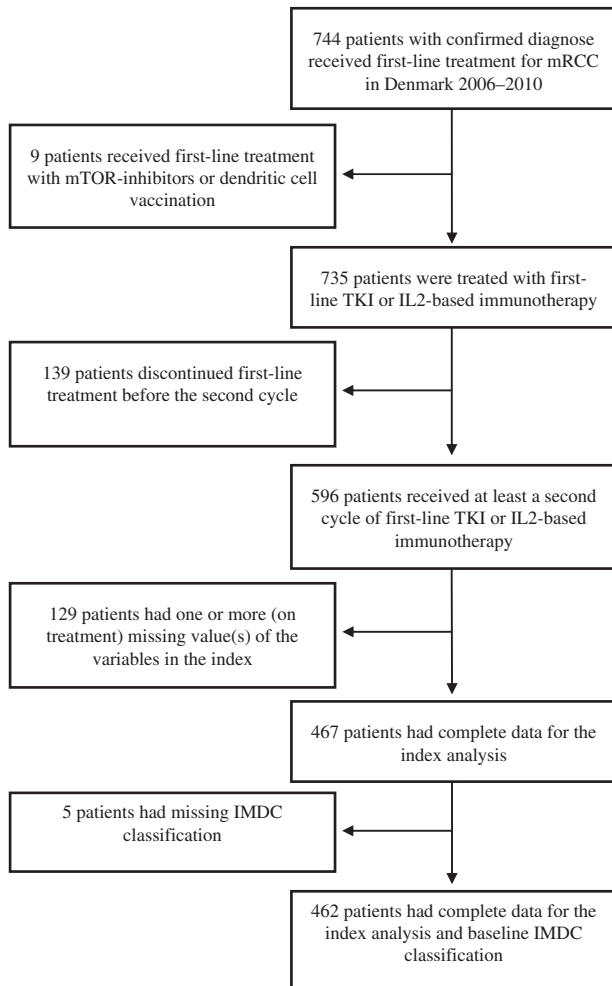 744 patients with confirmed diagnose
received first-line treatment for mRCC
in Denmark 2006–2010
9 patients received first-line treatment
with mTOR-inhibitors or dendritic cell
vaccination
735 patients were treated with first-
line TKI or IL2-based immunotherapy
139 patients discontinued first-line
treatment before the second cycle
596 patients received at least a second
cycle of first-line TKI or IL2-based
immunotherapy
129 patients had one or more (on
treatment) missing value(s) of the
variables in the index
467 patients had complete data for the
index analysis
5 patients had missing IMDC
classification
462 patients had complete data for the
index analysis and baseline IMDC
classification